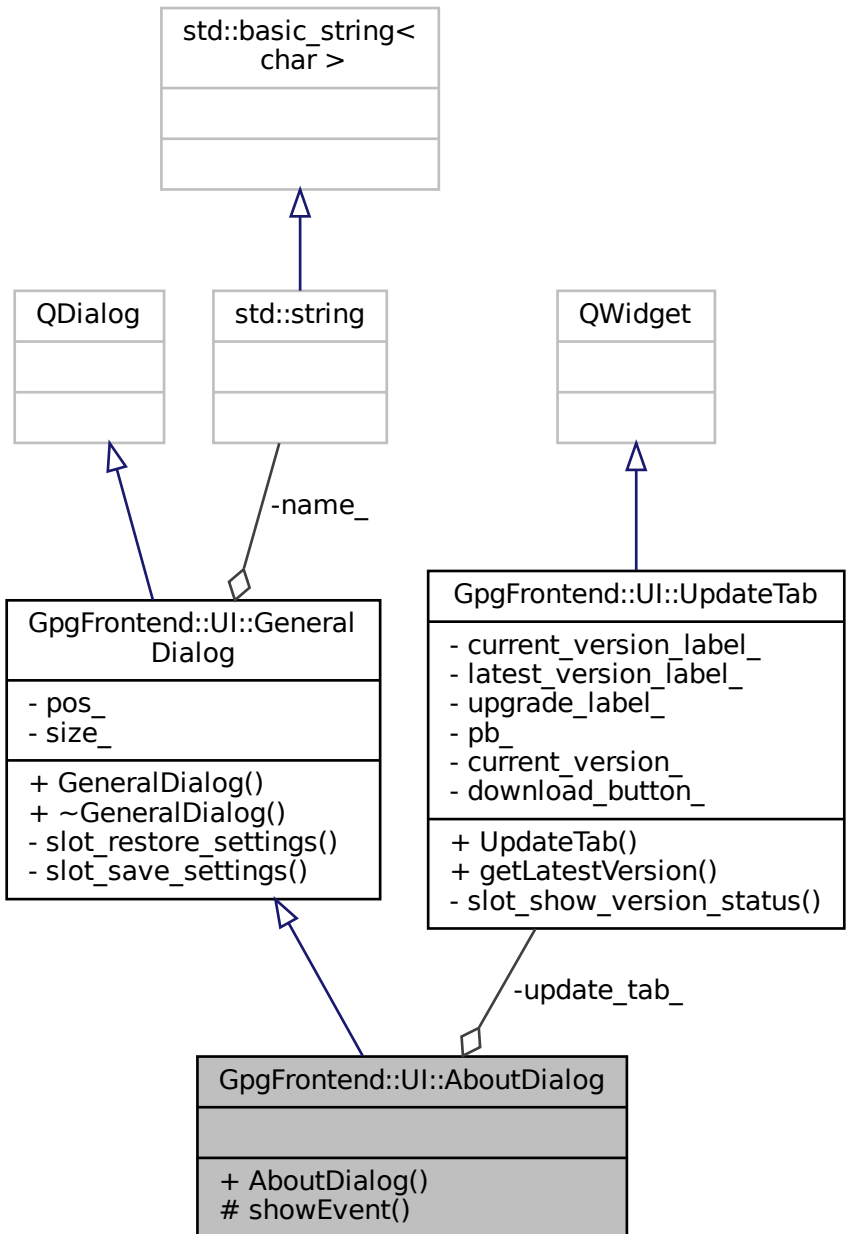 std::basic_string<
char >
QDialog
std::string
QWidget
-name_
GpgFrontend::UI::General
Dialog
- pos_
- size_
+ GeneralDialog()
+ ~GeneralDialog()
- slot_restore_settings()
- slot_save_settings()
GpgFrontend::UI::UpdateTab
- current_version_label_
- latest_version_label_
- upgrade_label_
- pb_
- current_version_
- download_button_
+ UpdateTab()
+ getLatestVersion()
- slot_show_version_status()
-update_tab_
GpgFrontend::UI::AboutDialog
+ AboutDialog()
# showEvent()